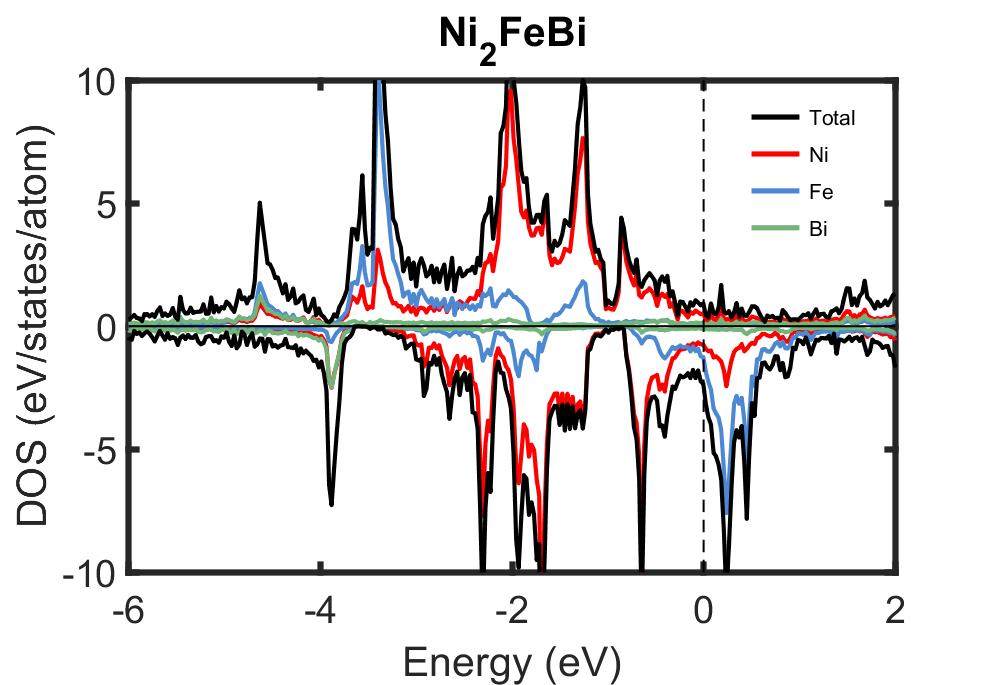 Ni2FeBi
10
5
0
-5
-10
DOS (eV/states/atom)
Total
Ni
Fe
Bi
-6
-4
-2
0
2
Energy (eV)